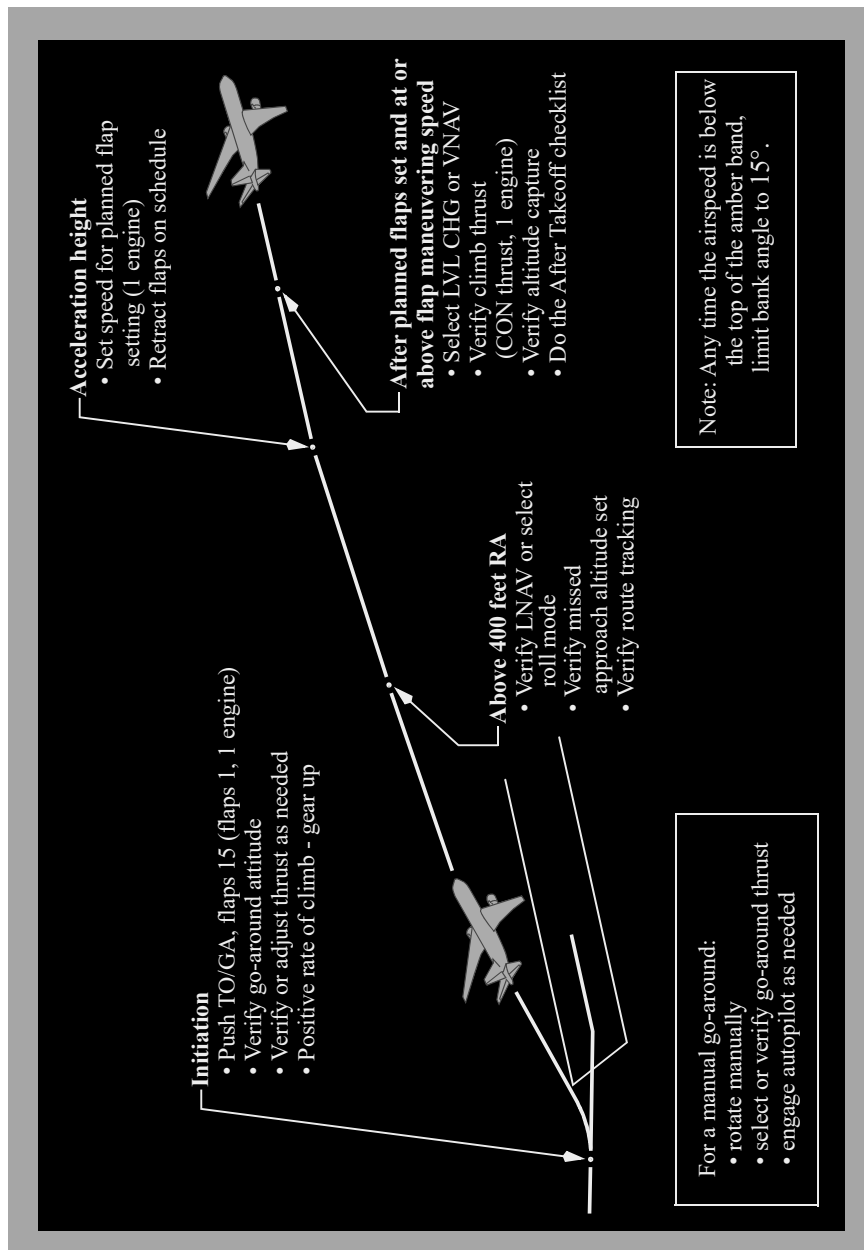 Initiation
• Push TO/GA, flaps 15 (flaps 1, 1 engine)
• Verify go-around attitude
• Verify or adjust thrust as needed
• Positive rate of climb - gear up
Above 400 feet RA
• Verify LNAV or select
roll mode
• Verify missed
approach altitude set
• Verify route tracking
Acceleration height
• Set speed for planned flap
setting (1 engine)
• Retract flaps on schedule
After planned flaps set and at or
above flap maneuvering speed
• Select LVL CHG or VNAV
• Verify climb thrust
(CON thrust, 1 engine)
• Verify altitude capture
• Do the After Takeoff checklist
For a manual go-around:
• rotate manually
• select or verify go-around thrust
• engage autopilot as needed
Note: Any time the airspeed is below
the top of the amber band,
limit bank angle to 15°.